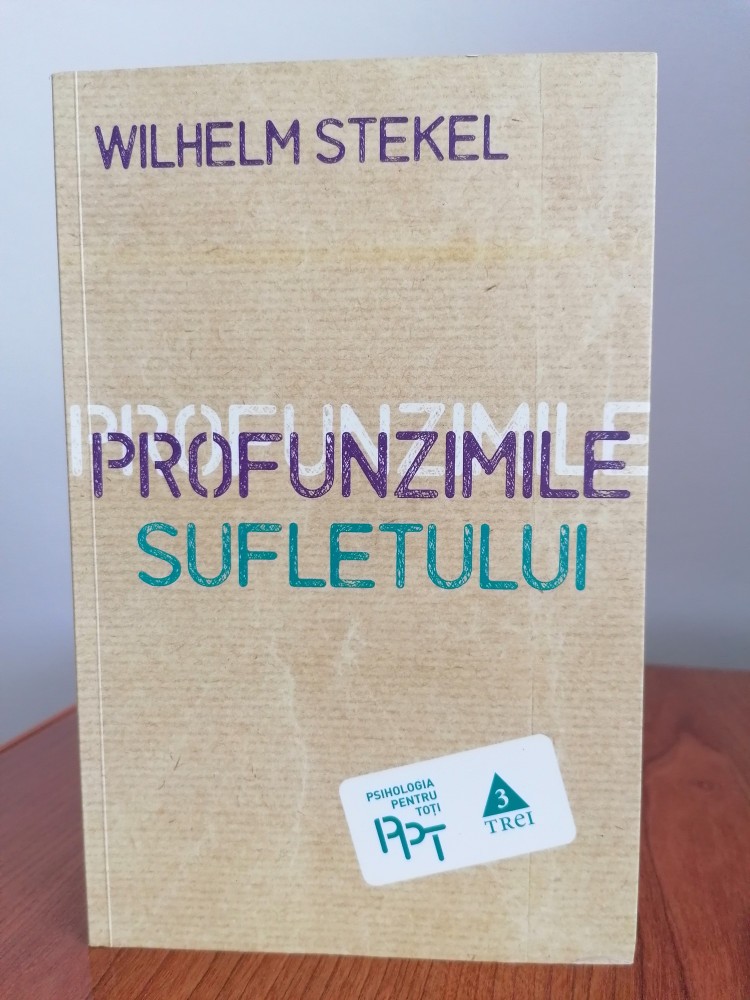 WILHELM STEKEL
PROFUNZIMILE
PROFUNZIMILE
SUFLETULUI
PSIHOLOGIA
PENTRU
TOȚI
PPT
3
TREI